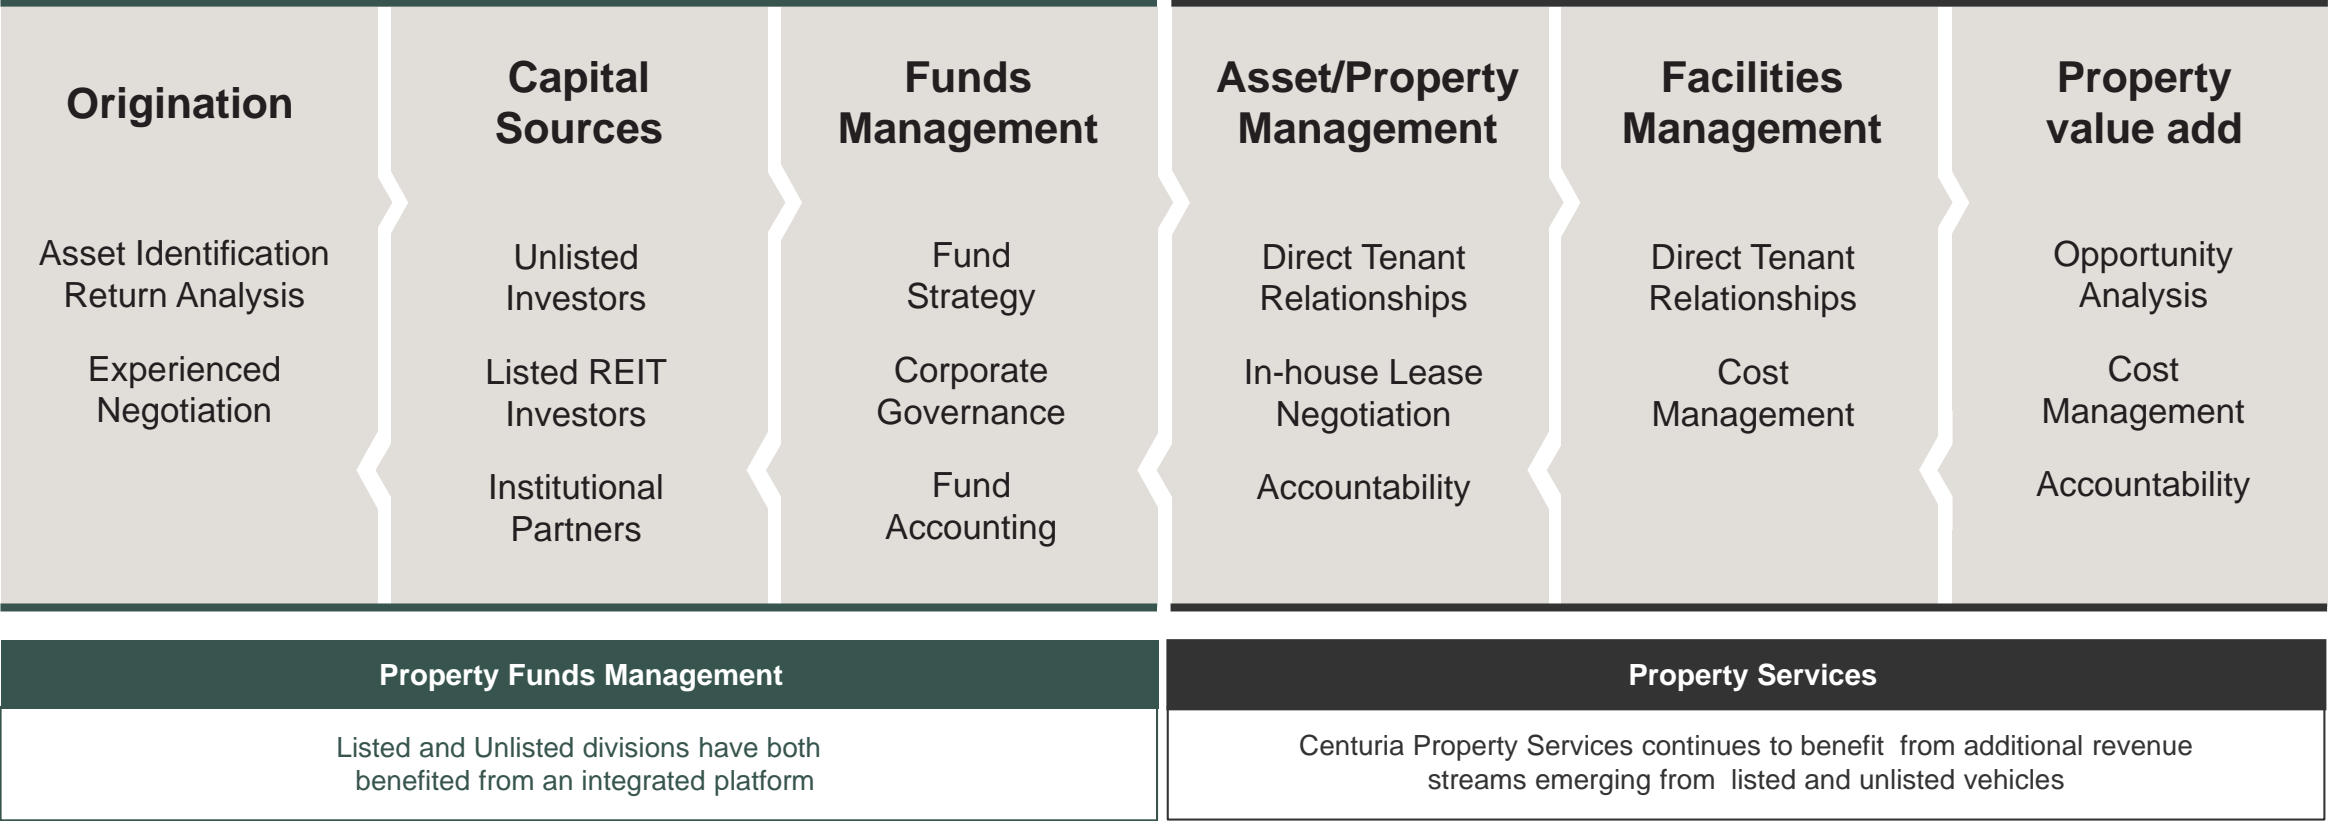 Origination
Asset Identification
Return Analysis
Experienced
Negotiation
Capital
Sources
Unlisted
Investors
Listed REIT
Investors
Institutional
Partners
Funds
Management
Fund
Strategy
Corporate
Governance
Fund
Accounting
Asset/Property
Management
Direct Tenant
Relationships
In-house Lease
Negotiation
Accountability
Facilities
Management
Direct Tenant
Relationships
Cost
Management
Property
value add
Opportunity
Analysis
Cost
Management
Accountability
Property Funds Management
Listed and Unlisted divisions have both
benefited from an integrated platform
Property Services
Centuria Property Services continues to benefit from additional revenue
streams emerging from listed and unlisted vehicles